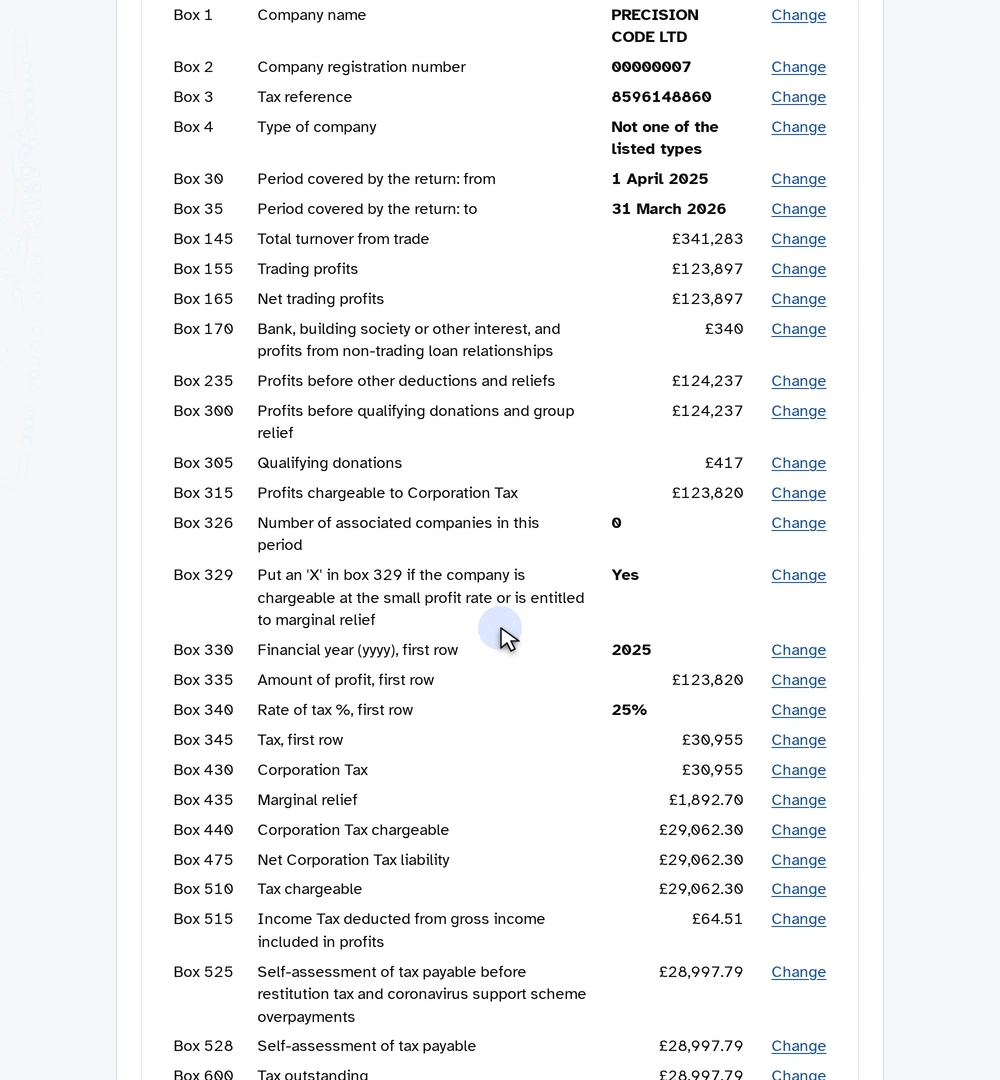 Box 1 Company name PRECISION CODE LTD Change
Box 2 Company registration number 00000007 Change
Box 3 Tax reference 8596148860 Change
Box 4 Type of company Not one of the listed types Change
Box 30 Period covered by the return: from 1 April 2025 Change
Box 35 Period covered by the return: to 31 March 2026 Change
Box 145 Total turnover from trade £341,283 Change
Box 155 Trading profits £123,897 Change
Box 165 Net trading profits £123,897 Change
Box 170 Bank, building society or other interest, and profits from non-trading loan relationships £340 Change
Box 235 Profits before other deductions and reliefs £124,237 Change
Box 300 Profits before qualifying donations and group relief £124,237 Change
Box 305 Qualifying donations £417 Change
Box 315 Profits chargeable to Corporation Tax £123,820 Change
Box 326 Number of associated companies in this period 0 Change
Box 329 Put an 'X' in box 329 if the company is chargeable at the small profit rate or is entitled to marginal relief Yes Change
Box 330 Financial year (yyyy), first row 2025 Change
Box 335 Amount of profit, first row £123,820 Change
Box 340 Rate of tax %, first row 25% Change
Box 345 Tax, first row £30,955 Change
Box 430 Corporation Tax £30,955 Change
Box 435 Marginal relief £1,892.70 Change
Box 440 Corporation Tax chargeable £29,062.30 Change
Box 475 Net Corporation Tax liability £29,062.30 Change
Box 510 Tax chargeable £29,062.30 Change
Box 515 Income Tax deducted from gross income included in profits £64.51 Change
Box 525 Self-assessment of tax payable before restitution tax and coronavirus support scheme overpayments £28,997.79 Change
Box 528 Self-assessment of tax payable £28,997.79 Change
Box 600 Tax outstanding £28,997.79 Change